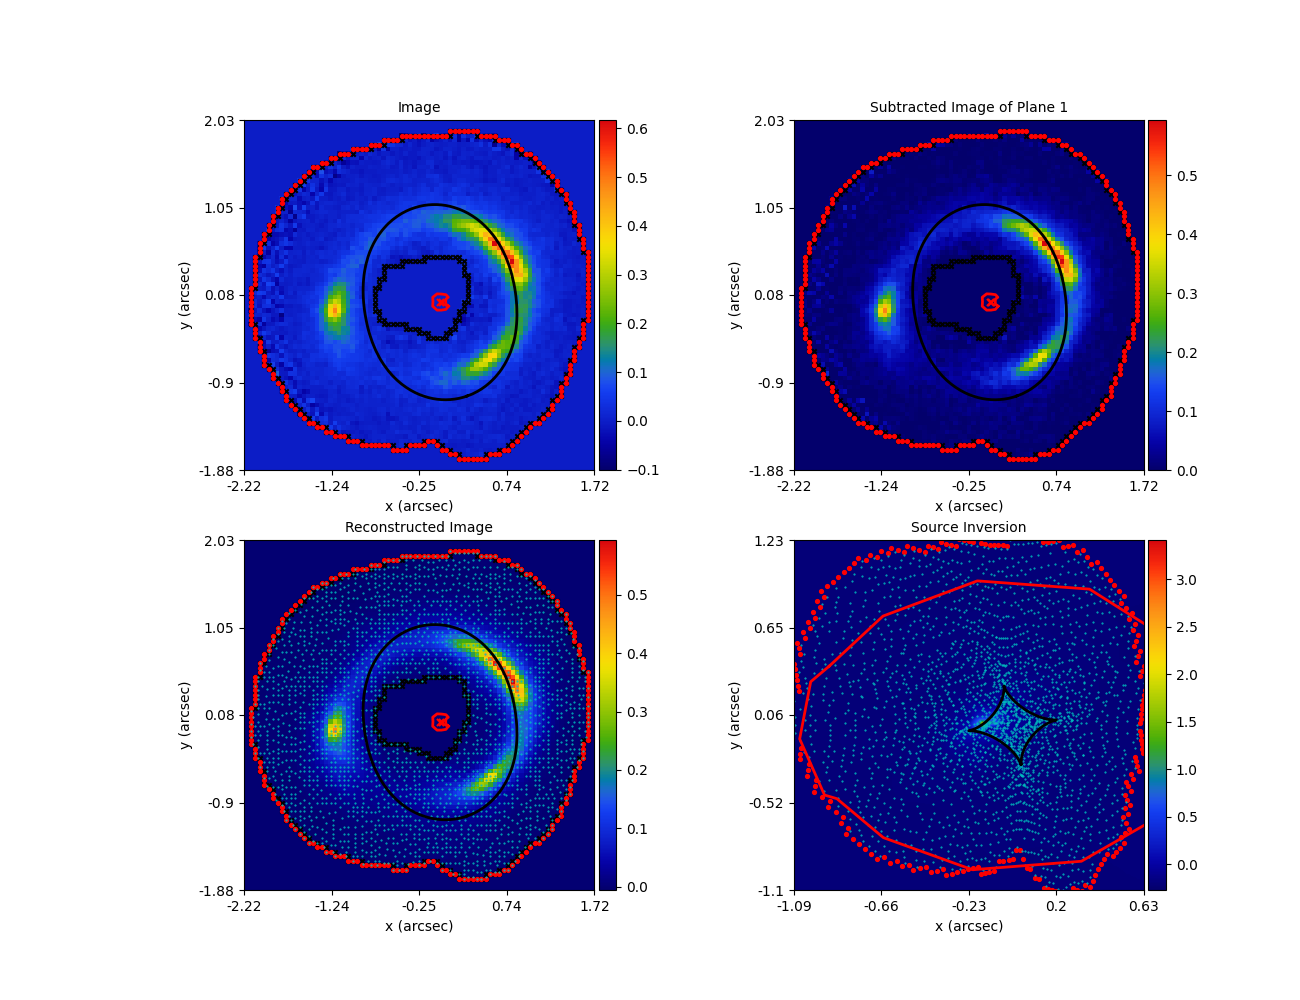 Image
2.03
1.05
0.08
-0.9
-1.88
y (arcsec)
-2.22 -1.24 -0.25 0.74 1.72
x (arcsec)
0.6
0.5
0.4
0.3
0.2
0.1
0.0
−0.1
Subtracted Image of Plane 1
2.03
1.05
0.08
-0.9
-1.88
y (arcsec)
-2.22 -1.24 -0.25 0.74 1.72
x (arcsec)
0.5
0.4
0.3
0.2
0.1
0.0
Reconstructed Image
2.03
1.05
0.08
-0.9
-1.88
y (arcsec)
-2.22 -1.24 -0.25 0.74 1.72
x (arcsec)
0.5
0.4
0.3
0.2
0.1
0.0
Source Inversion
1.23
0.65
0.06
-0.52
-1.1
y (arcsec)
-1.09 -0.66 -0.23 0.2 0.63
x (arcsec)
3.0
2.5
2.0
1.5
1.0
0.5
0.0